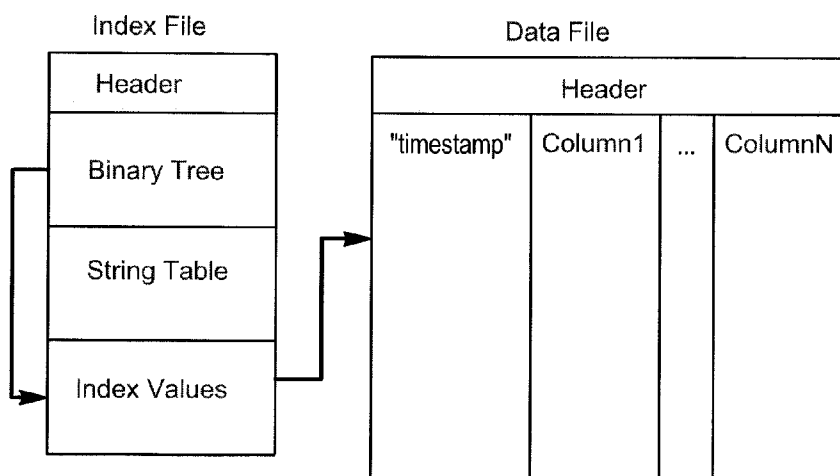 Index File
Header
Binary Tree
String Table
Index Values
Data File
Header
"timestamp" Column1 ... ColumnN